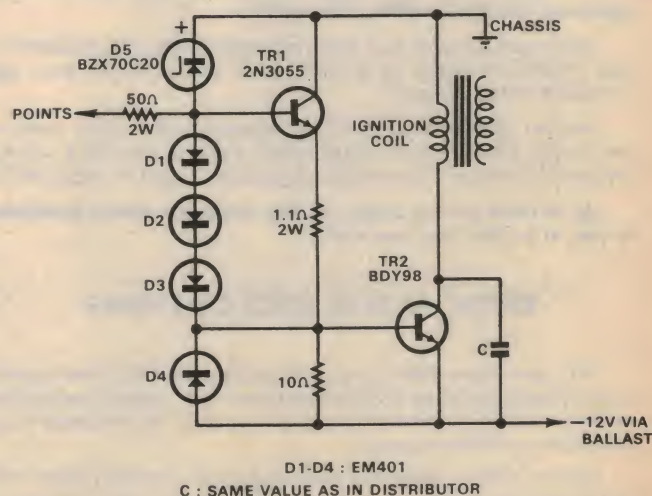 CHASSIS
+
D5
BZX70C20
TR1
2N3055
POINTS
50Ω
2W
IGNITION
COIL
D1
D2
D3
1.1Ω
2W
TR2
BDY98
C
D4
10Ω
—12V VIA
BALLAST
D1-D4 : EM401
C : SAME VALUE AS IN DISTRIBUTOR